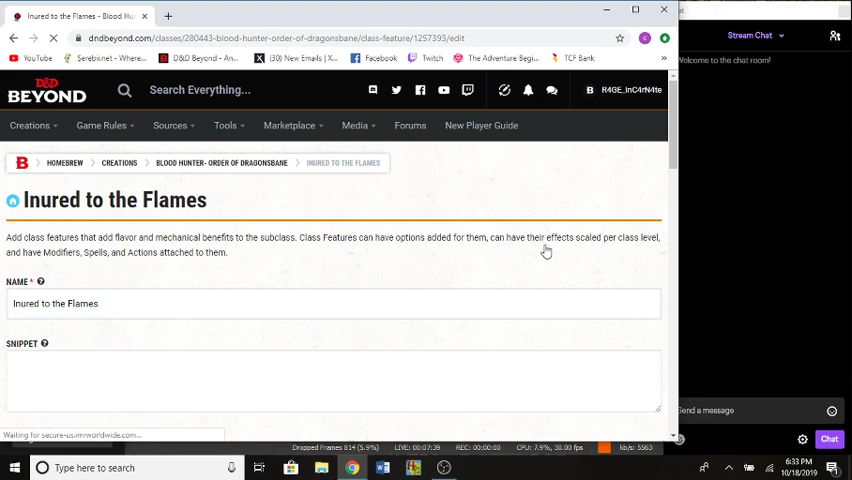 Inured to the Flames - Blood Hun
dndbeyond.com/classes/280443-blood-hunter-order-of-dragonsbane/class-feature/1257393/edit
YouTube Serebii.net - Where... D&D Beyond - An... (30) New Emails | X... Facebook Twitch The Adventure Begi... TCF Bank
D&D BEYOND Search Everything... R4GE_InC4rN4te
Creations Game Rules Sources Tools Marketplace Media Forums New Player Guide
HOMEBREW CREATIONS BLOOD HUNTER- ORDER OF DRAGONSBANE INURED TO THE FLAMES
Inured to the Flames
Add class features that add flavor and mechanical benefits to the subclass. Class Features can have options added for them, can have their effects scaled per class level,
and have Modifiers, Spells, and Actions attached to them.
NAME *
Inured to the Flames
SNIPPET
Waiting for secure-us.imrworldwide.com...
Chat
Stream Chat
Welcome to the chat room!
Send a message
Chat
Dropped Frames 814 (5.9%) LIVE: 00:07:39 REC: 00:00:00 CPU: 7.9%, 30.00 fps kb/s: 5563
Type here to search
6:33 PM
10/18/2019